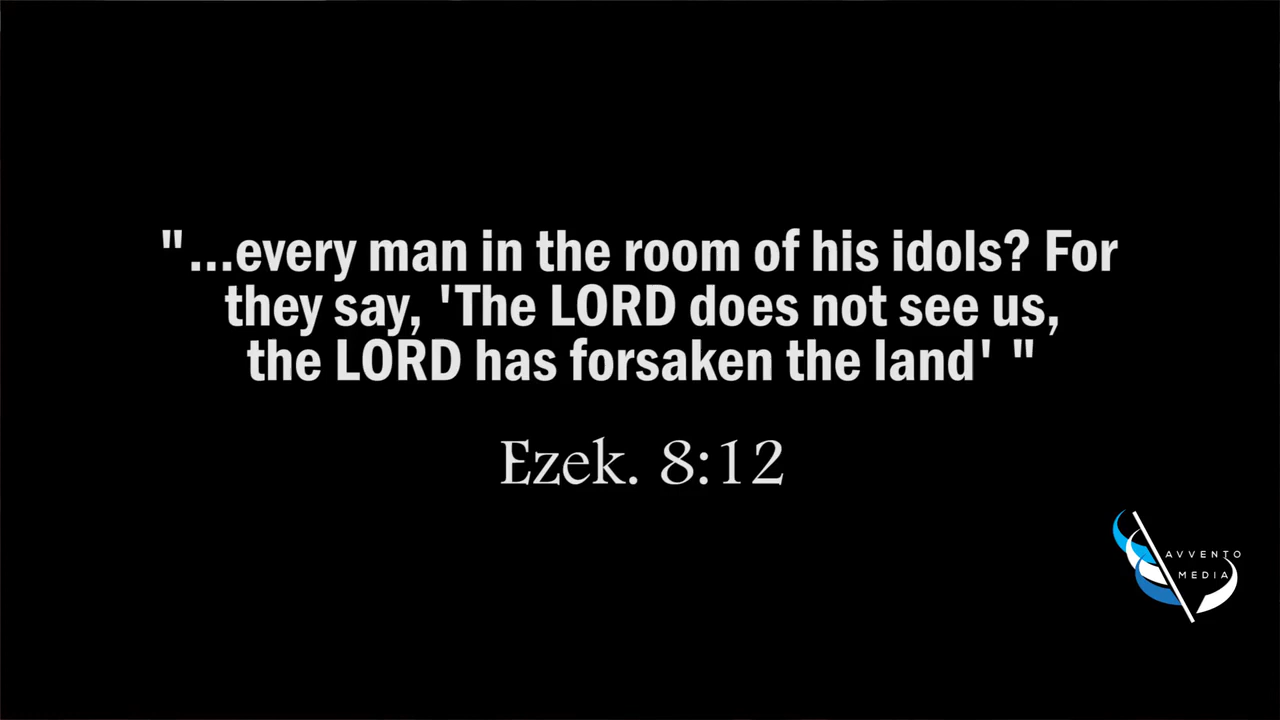 "...every man in the room of his idols? For
they say, 'The LORD does not see us,
the LORD has forsaken the land' "
Ezek. 8:12
AVVENTO
MEDIA